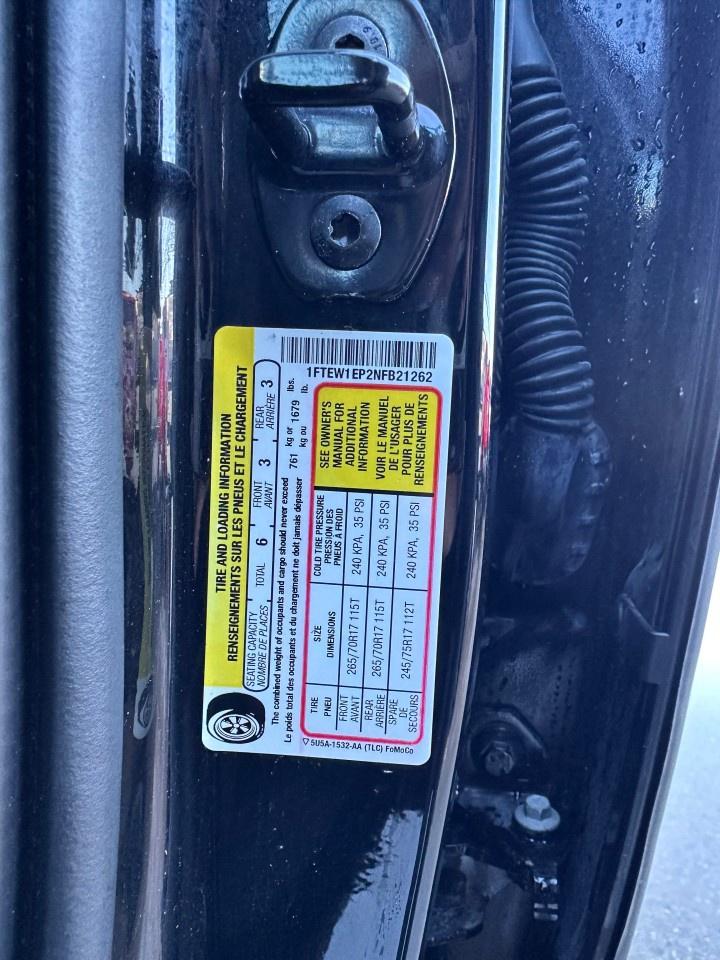 TIRE AND LOADING INFORMATION
RENSEIGNEMENTS SUR LES PNEUS ET LE CHARGEMENT
SEATING CAPACITY
NOMBRE DE PLACES
TOTAL 6
FRONT
AVANT 3
REAR
ARRIÈRE 3
The combined weight of occupants and cargo should never exceed 761 kg or 1679 lbs.
Le poids total des occupants et du chargement ne doit jamais dépasser kg ou lb.
1FTEW1EP2NFB21262
TIRE
PNEU
SIZE
DIMENSIONS
COLD TIRE PRESSURE
PRESSION DES
PNEUS À FROID
FRONT
AVANT
265/70R17 115T
240 KPA, 35 PSI
REAR
ARRIÈRE
265/70R17 115T
240 KPA, 35 PSI
SPARE
DE
SECOURS
245/75R17 112T
240 KPA, 35 PSI
SEE OWNER'S
MANUAL FOR
ADDITIONAL
INFORMATION
VOIR LE MANUEL
DE L'USAGER
POUR PLUS DE
RENSEIGNEMENTS
5U5A-1532-AA (TLC) FoMoCo